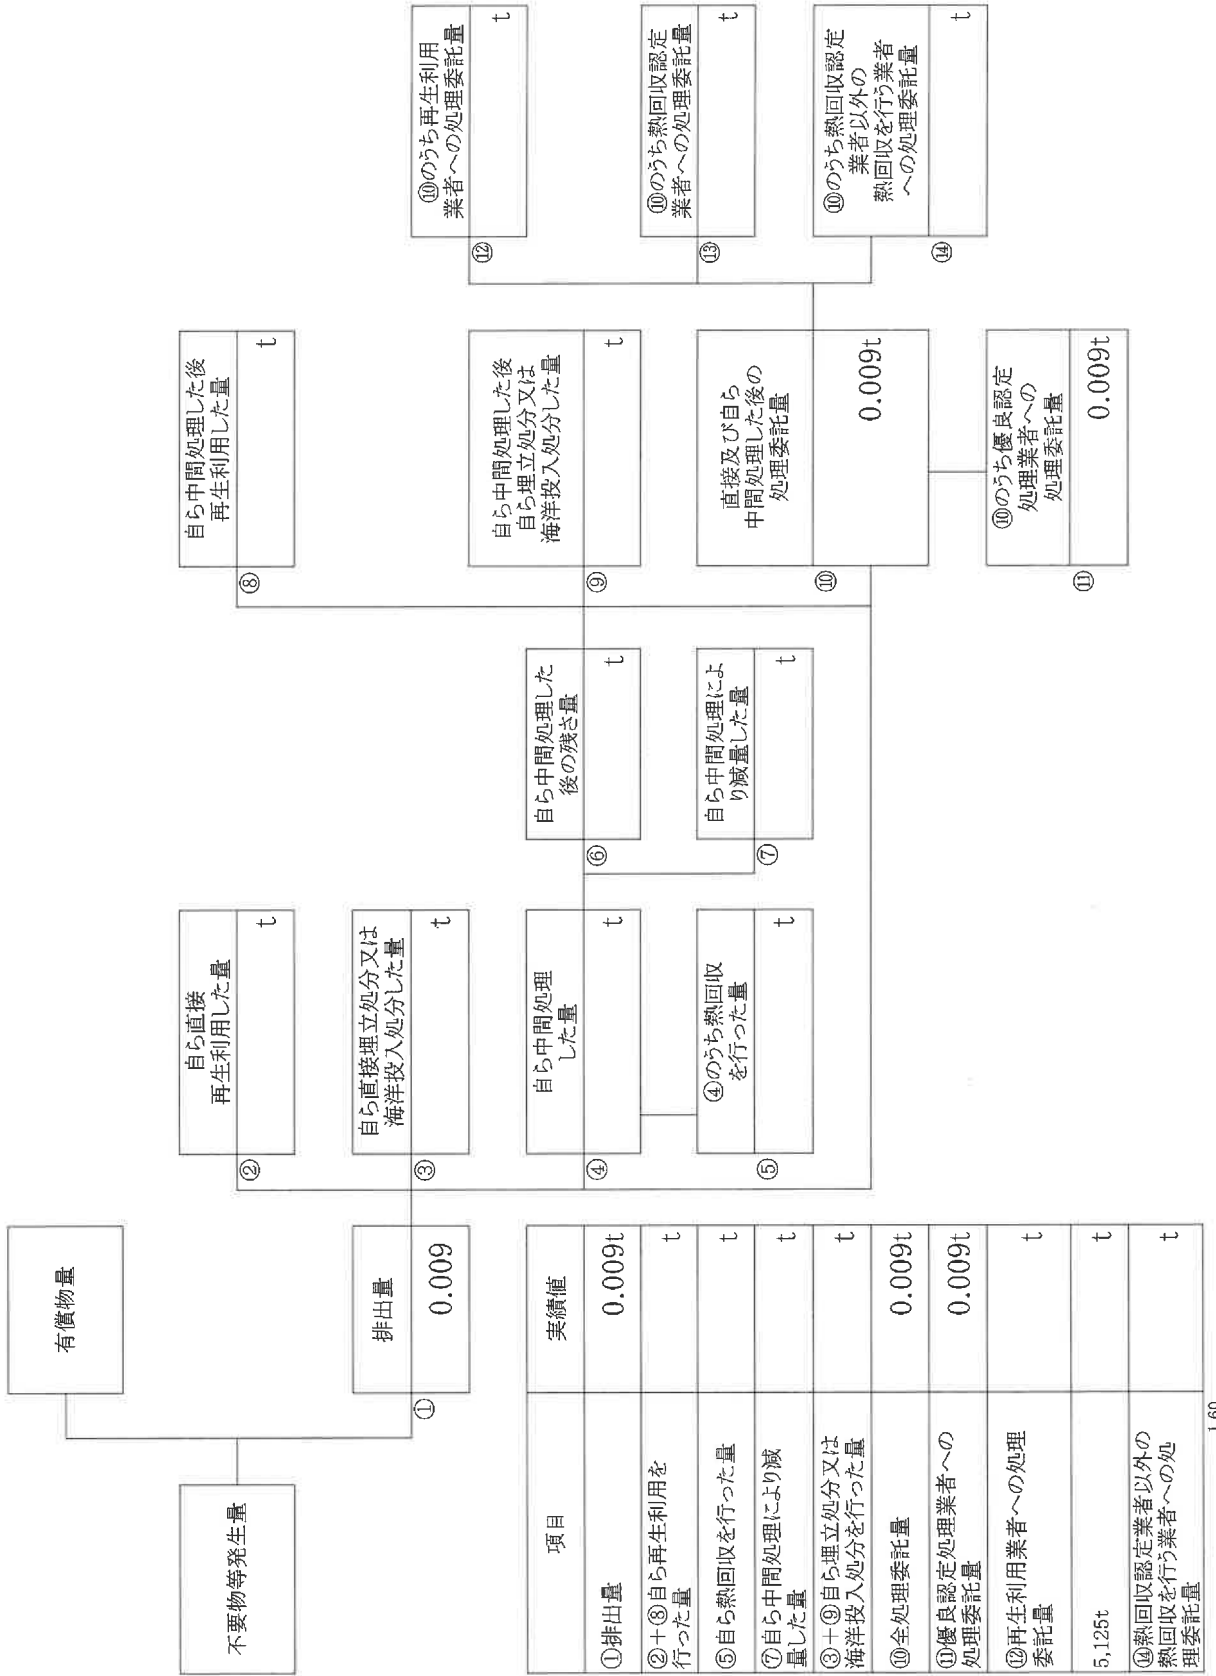 不要物等発生量
有償物量
排出量
①
0.009
自ら直接
再生利用した量
②
t
自ら直接埋立処分又は
海洋投入処分した量
③
t
自ら中間処理
した量
④
t
④のうち熱回収
を行った量
⑤
t
自ら中間処理した
後の残さ量
⑥
t
自ら中間処理によ
り減量した量
⑦
t
自ら中間処理した後
再生利用した量
⑧
t
自ら中間処理した後
自ら埋立処分又は
海洋投入処分した量
⑨
t
直接及び自ら
中間処理した後の
処理委託量
⑩
0.009t
⑩のうち優良認定
処理業者への
処理委託量
⑪
0.009t
⑩のうち再生利用
業者への処理委託量
⑫
t
⑩のうち熱回収認定
業者への処理委託量
⑬
t
⑩のうち熱回収認定
業者以外の
熱回収を行う業者
への処理委託量
⑭
t
項目
実績値
①排出量
0.009t
②+⑧自ら再生利用を
行った量
t
⑤自ら熱回収を行った量
t
⑦自ら中間処理により減
量した量
t
③+⑨自ら埋立処分又は
海洋投入処分を行った量
t
⑩全処理委託量
0.009t
⑪優良認定処理業者への
処理委託量
0.009t
⑫再生利用業者への処理
委託量
t
5,125t
t
⑭熱回収認定業者以外の
熱回収を行う業者への処
理委託量
t
1.60